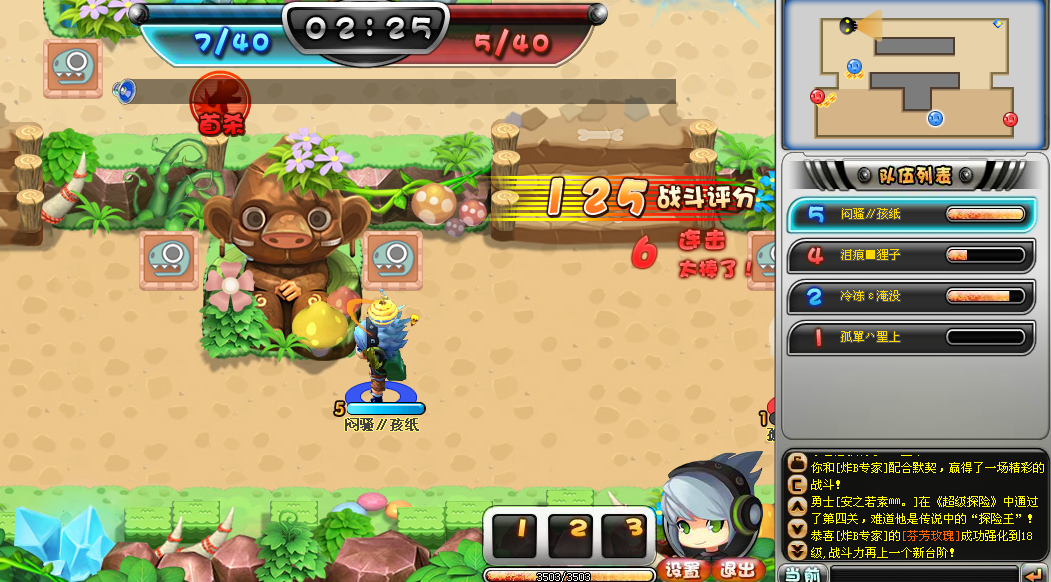 7/40
02:25
5/40
首杀
125 战斗评分
6 连击
太棒了!
5
闷骚∥孩纸
1
1 2 3
3503/3503
设置 退出
队伍列表
5 闷骚∥孩纸
4 泪痕■狸子
2 冷冻〥淹没
1 孤單ハ聖上
你和[炸B专家]配合默契，赢得了一场精彩的
战斗!
勇士[安之若素㎜。]在《超级探险》中通过
了第四关，难道他是传说中的“探险王”!
恭喜[炸B专家]的[芬芳玫瑰]成功强化到18
级,战斗力再上一个新台阶!
当前